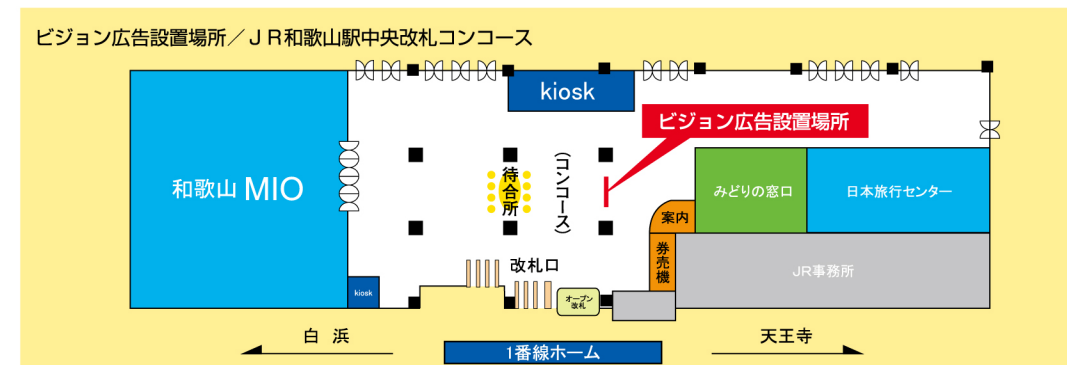 ビジョン広告設置場所／ＪＲ和歌山駅中央改札コンコース
kiosk
ビジョン広告設置場所
和歌山 MIO
待合所
（コンコース）
みどりの窓口
日本旅行センター
案内
券売機
JR事務所
改札口
kiosk
オープン
改札
白 浜
天王寺
1番線ホーム